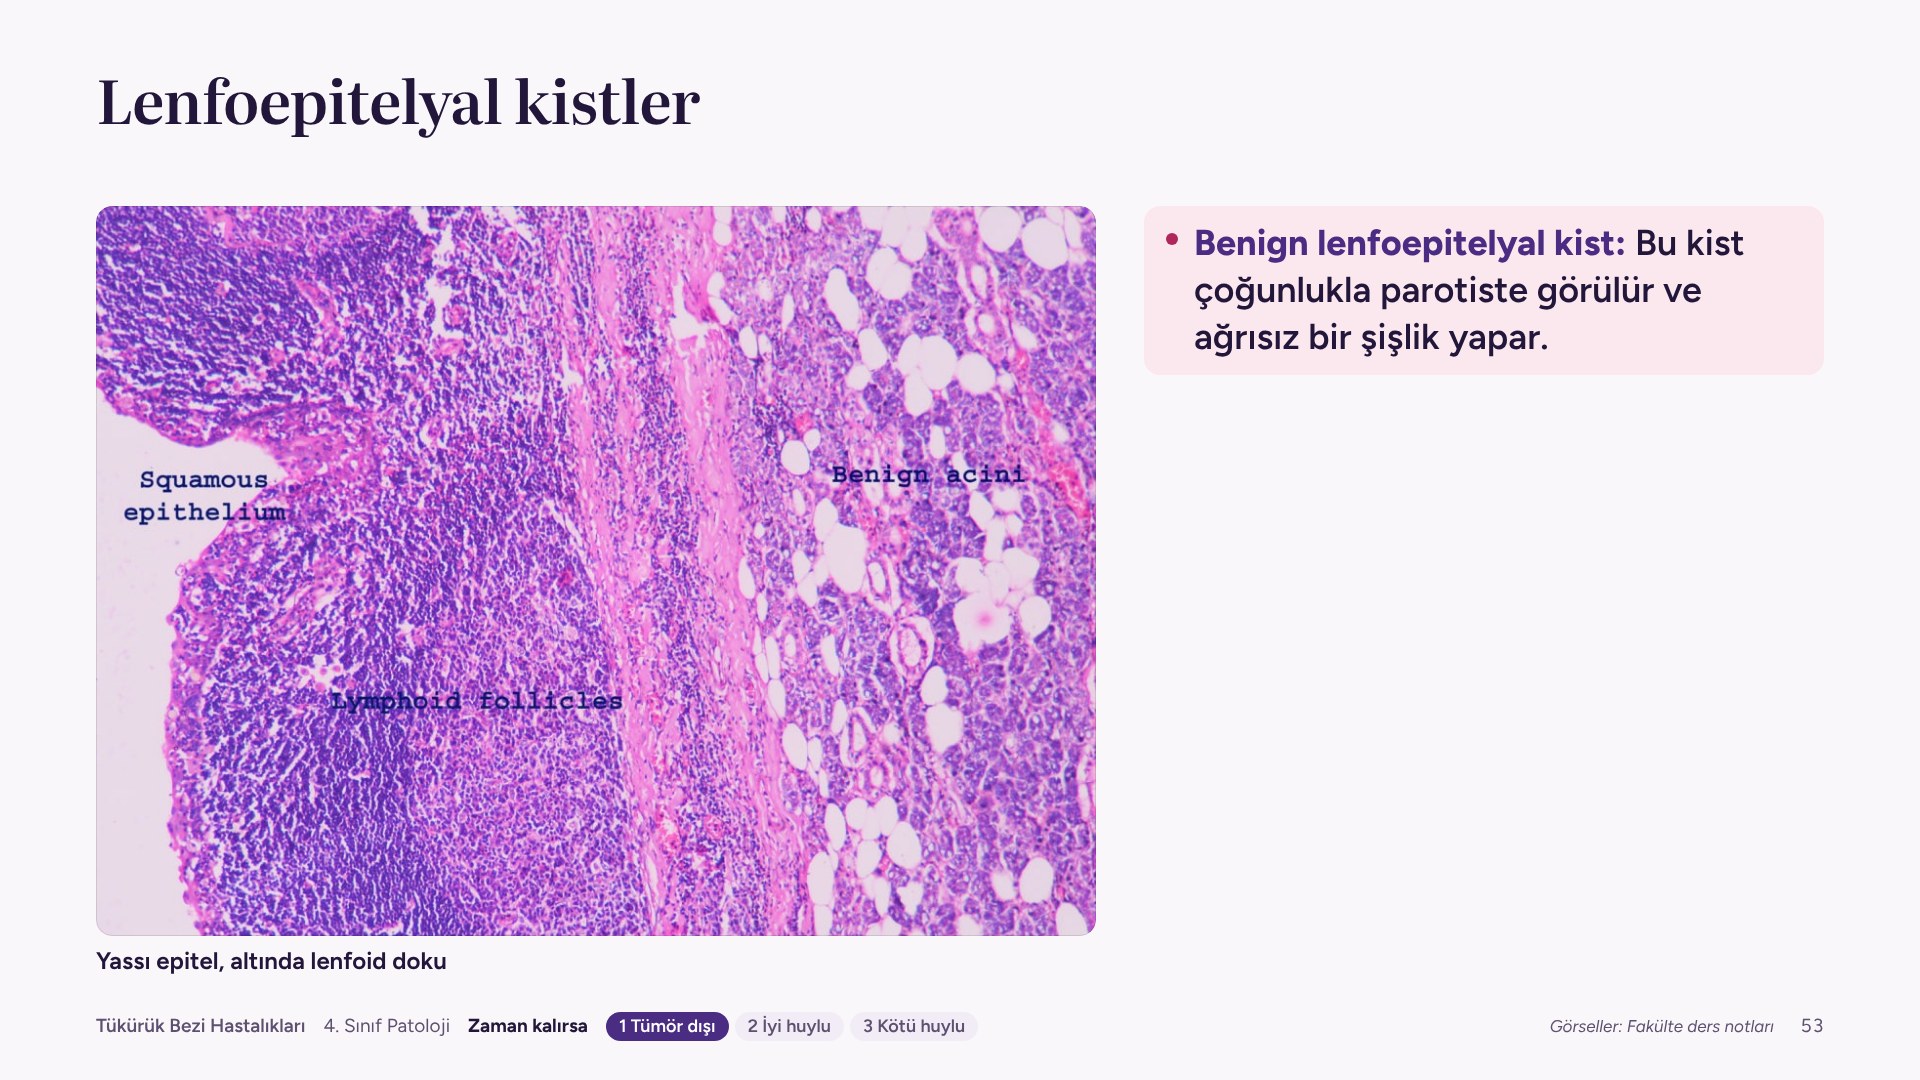 Lenfoepitelyal kistler
Squamous
epithelium
Benign acini
Lymphoid follicles
Yassı epitel, altında lenfoid doku
• Benign lenfoepitelyal kist: Bu kist
çoğunlukla parotiste görülür ve
ağrısız bir şişlik yapar.
Tükürük Bezi Hastalıkları 4. Sınıf Patoloji Zaman kalırsa 1 Tümör dışı 2 İyi huylu 3 Kötü huylu
Görseller: Fakülte ders notları 53